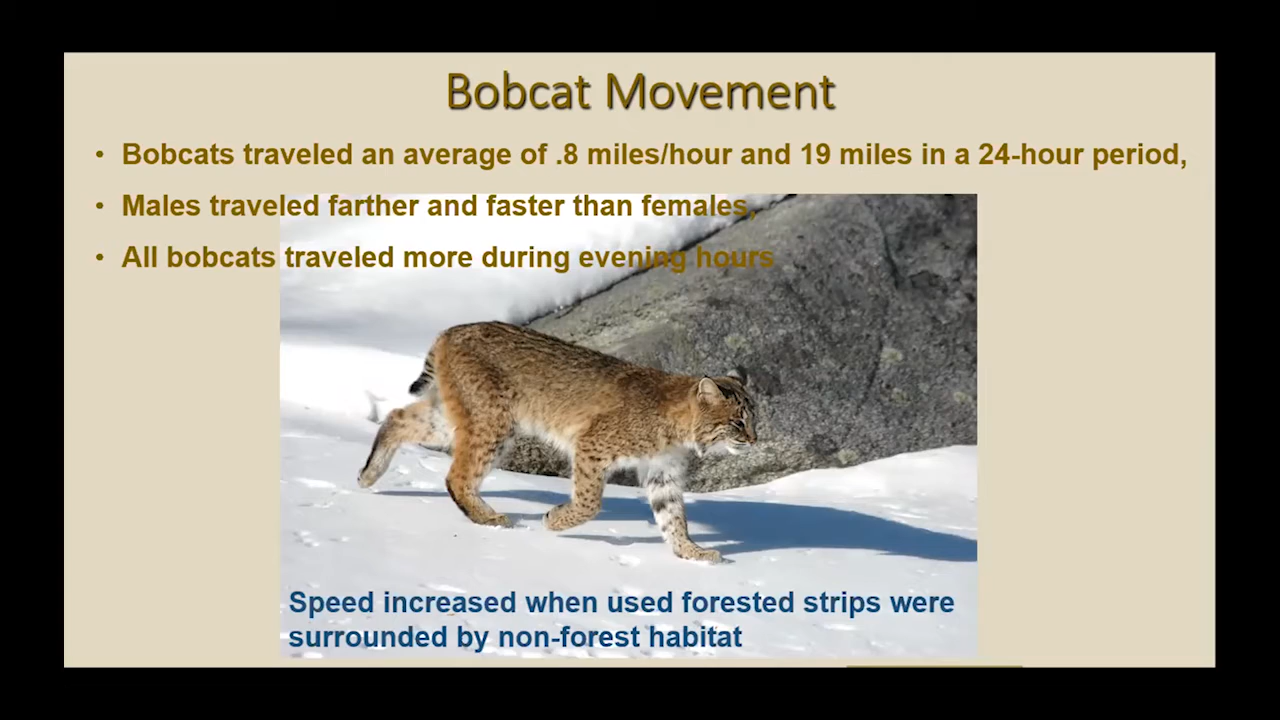 Bobcat Movement
• Bobcats traveled an average of .8 miles/hour and 19 miles in a 24-hour period,
• Males traveled farther and faster than females,
• All bobcats traveled more during evening hours
Speed increased when used forested strips were
surrounded by non-forest habitat